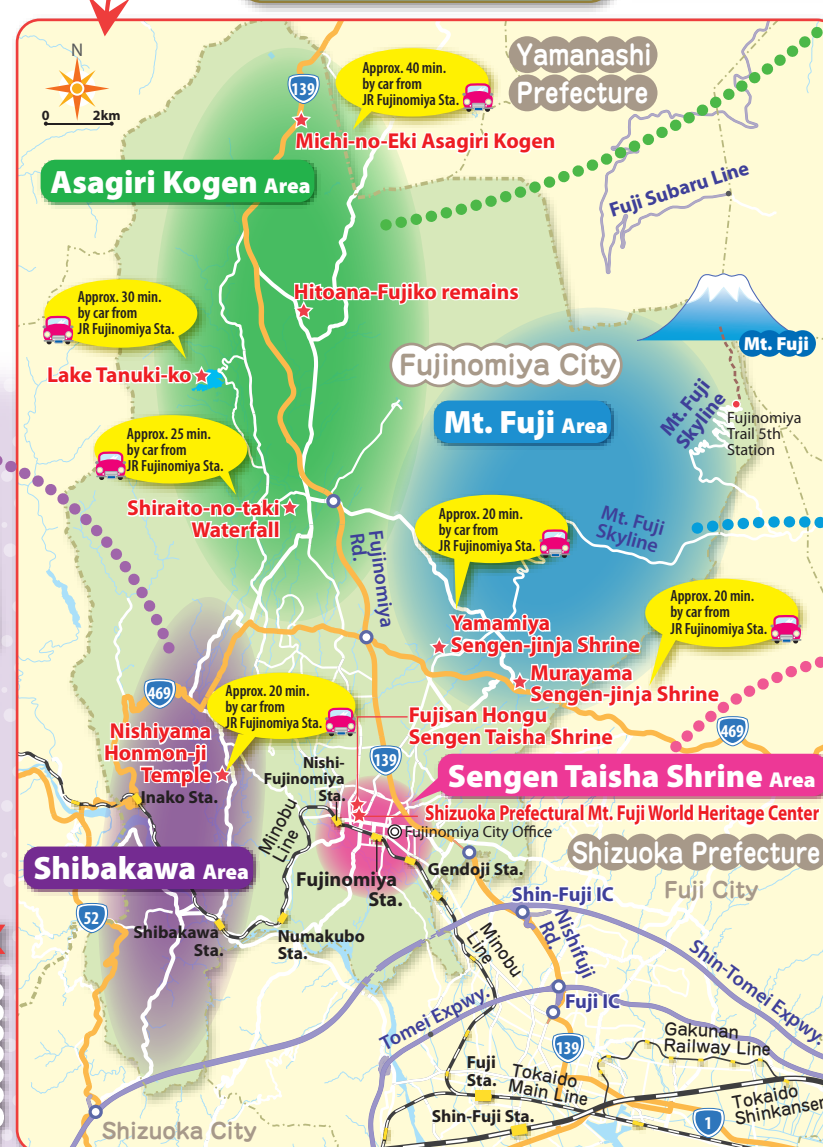 N
0 2km
139
Approx. 40 min.
by car from
JR Fujinomiya Sta.
Yamanashi
Prefecture
Michi-no-Eki Asagiri Kogen
Asagiri Kogen Area
Fuji Subaru Line
Hitoana-Fujiko remains
Approx. 30 min.
by car from
JR Fujinomiya Sta.
Mt. Fuji
Fujinomiya City
Lake Tanuki-ko
Mt. Fuji
Skyline
Mt. Fuji Area
Fujinomiya
Trail 5th
Station
Approx. 25 min.
by car from
JR Fujinomiya Sta.
Shiraito-no-taki
Waterfall
Fujinomiya
Rd.
Approx. 20 min.
by car from
JR Fujinomiya Sta.
Mt. Fuji
Skyline
Yamamiya
Sengen-jinja Shrine
Approx. 20 min.
by car from
JR Fujinomiya Sta.
Murayama
Sengen-jinja Shrine
469
Approx. 20 min.
by car from
JR Fujinomiya Sta.
Fujisan Hongu
Sengen Taisha Shrine
469
Nishiyama
Honmon-ji
Temple
139
Nishi-
Fujinomiya
Sta.
Sengen Taisha Shrine Area
Inako Sta.
Shizuoka Prefectural Mt. Fuji World Heritage Center
Minobu
Line
Fujinomiya City Office
Shibakawa Area
Fujinomiya
Sta.
Gendoji Sta.
Shizuoka Prefecture
Fuji City
52
Shibakawa
Sta.
Numakubo
Sta.
Minobu
Line
Shin-Fuji IC
Nishifuji
Rd.
Shin-Tomei Expwy.
Tomei Expwy.
Fuji IC
139
Gakunan
Railway Line
Fuji
Sta.
Tokaido
Main Line
Tokaido
Shinkansen
Shin-Fuji Sta.
1
Shizuoka City